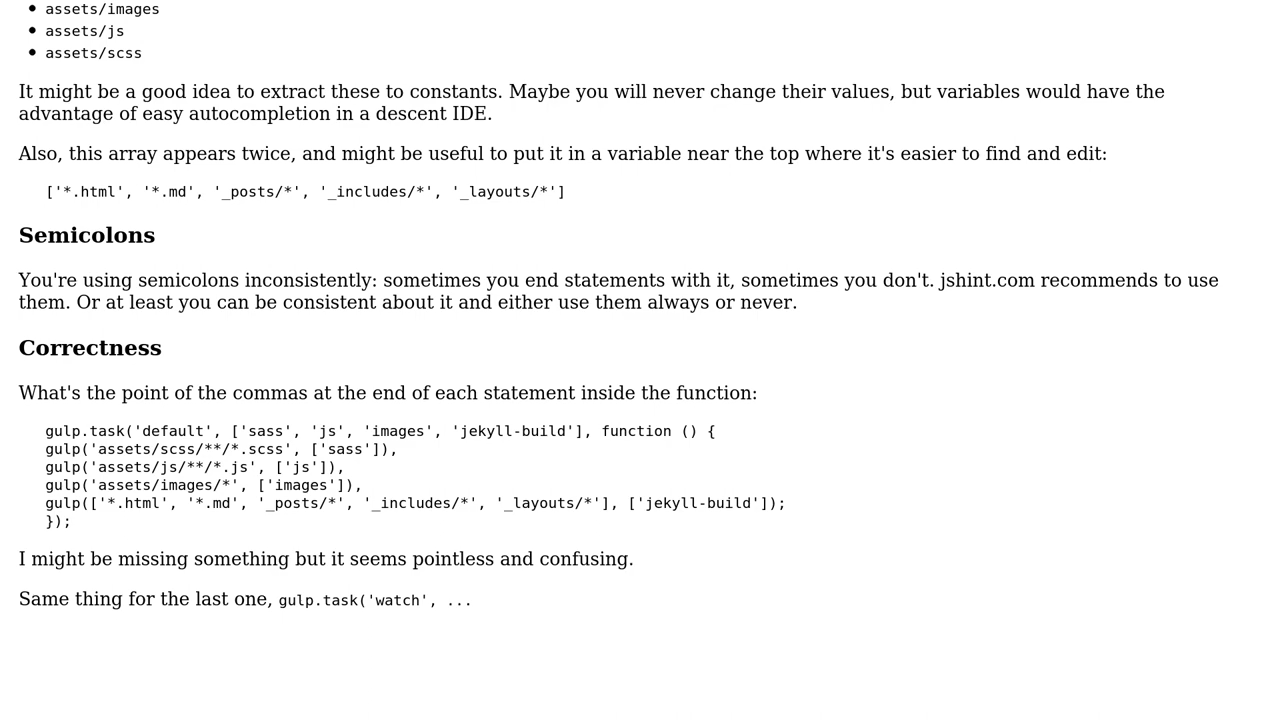 assets/images
assets/js
assets/scss
It might be a good idea to extract these to constants. Maybe you will never change their values, but variables would have the
advantage of easy autocompletion in a descent IDE.
Also, this array appears twice, and might be useful to put it in a variable near the top where it's easier to find and edit:
['*.html', '*.md', '_posts/*', '_includes/*', '_layouts/*']
Semicolons
You're using semicolons inconsistently: sometimes you end statements with it, sometimes you don't. jshint.com recommends to use
them. Or at least you can be consistent about it and either use them always or never.
Correctness
What's the point of the commas at the end of each statement inside the function:
gulp.task('default', ['sass', 'js', 'images', 'jekyll-build'], function () {
gulp('assets/scss/**/*.scss', ['sass']),
gulp('assets/js/**/*.js', ['js']),
gulp('assets/images/*', ['images']),
gulp(['*.html', '*.md', '_posts/*', '_includes/*', '_layouts/*'], ['jekyll-build']);
});
I might be missing something but it seems pointless and confusing.
Same thing for the last one, gulp.task('watch', ...